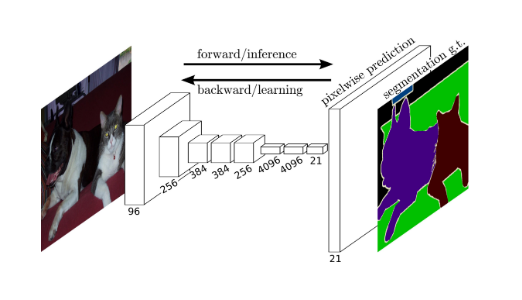 forward/inference
backward/learning
pixelwise prediction
segmentation g.t.
96
256
384
384
256
4096
4096
21
21